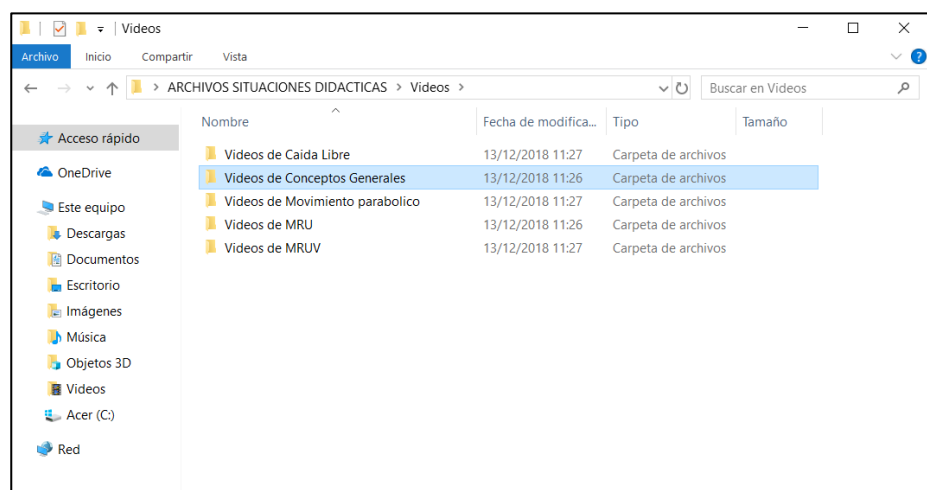 Videos
Archivo Inicio Compartir Vista
ARCHIVOS SITUACIONES DIDACTICAS > Videos >
Buscar en Videos
Nombre Fecha de modifica... Tipo Tamaño
Acceso rápido
OneDrive
Este equipo
Descargas
Documentos
Escritorio
Imágenes
Música
Objetos 3D
Videos
Acer (C:)
Red
Videos de Caida Libre 13/12/2018 11:27 Carpeta de archivos
Videos de Conceptos Generales 13/12/2018 11:26 Carpeta de archivos
Videos de Movimiento parabolico 13/12/2018 11:27 Carpeta de archivos
Videos de MRU 13/12/2018 11:26 Carpeta de archivos
Videos de MRUV 13/12/2018 11:27 Carpeta de archivos